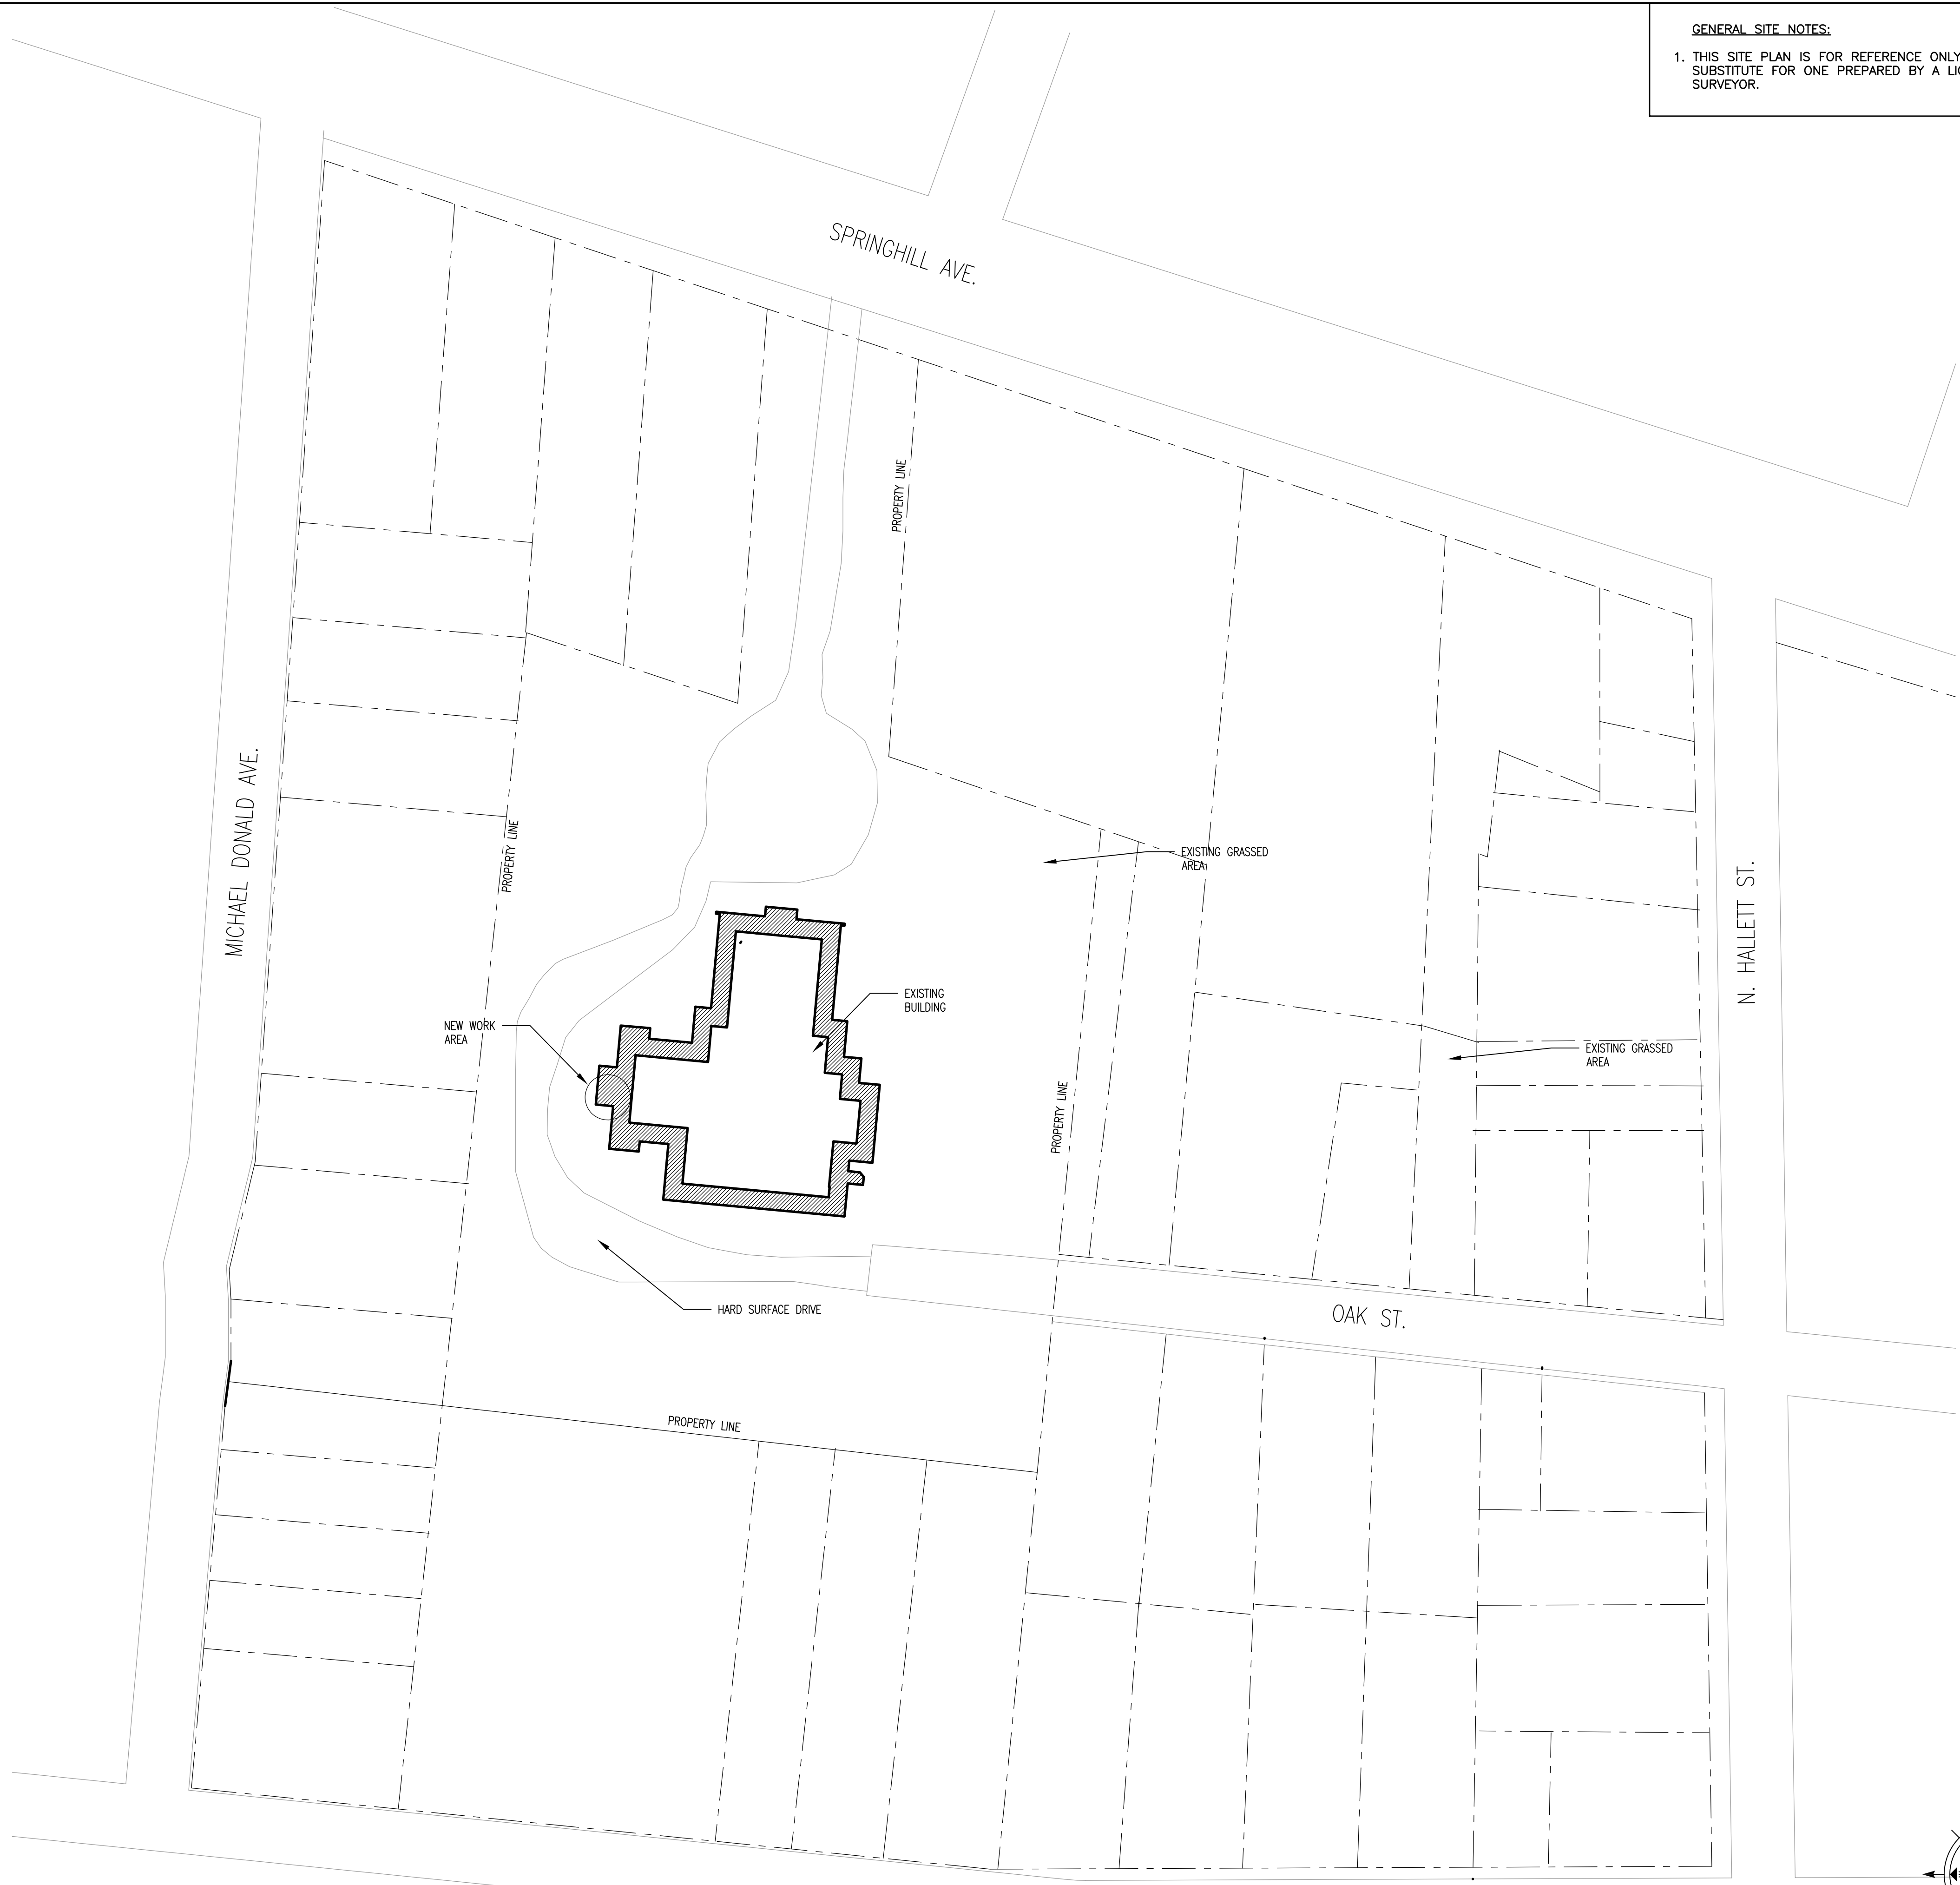 GENERAL SITE NOTES:
1. THIS SITE PLAN IS FOR REFERENCE ONLY
SUBSTITUTE FOR ONE PREPARED BY A
SURVEYOR.
SPRINGHILL AVE.
PROPERTY LINE
MICHAEL DONALD AVE.
PROPERTY LINE
EXISTING GRASSED
AREA
N. HALLETT ST.
EXISTING
BUILDING
NEW WORK
AREA
EXISTING GRASSED
AREA
PROPERTY LINE
HARD SURFACE DRIVE
OAK ST.
PROPERTY LINE